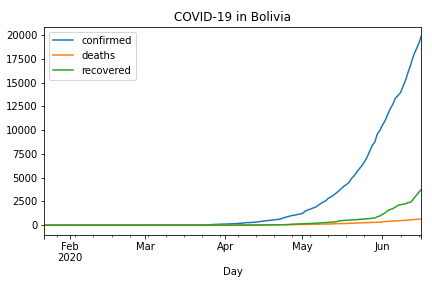 COVID-19 in Bolivia
20000
17500
15000
12500
10000
7500
5000
2500
0
confirmed
deaths
recovered
Feb Mar Apr May Jun
2020
Day